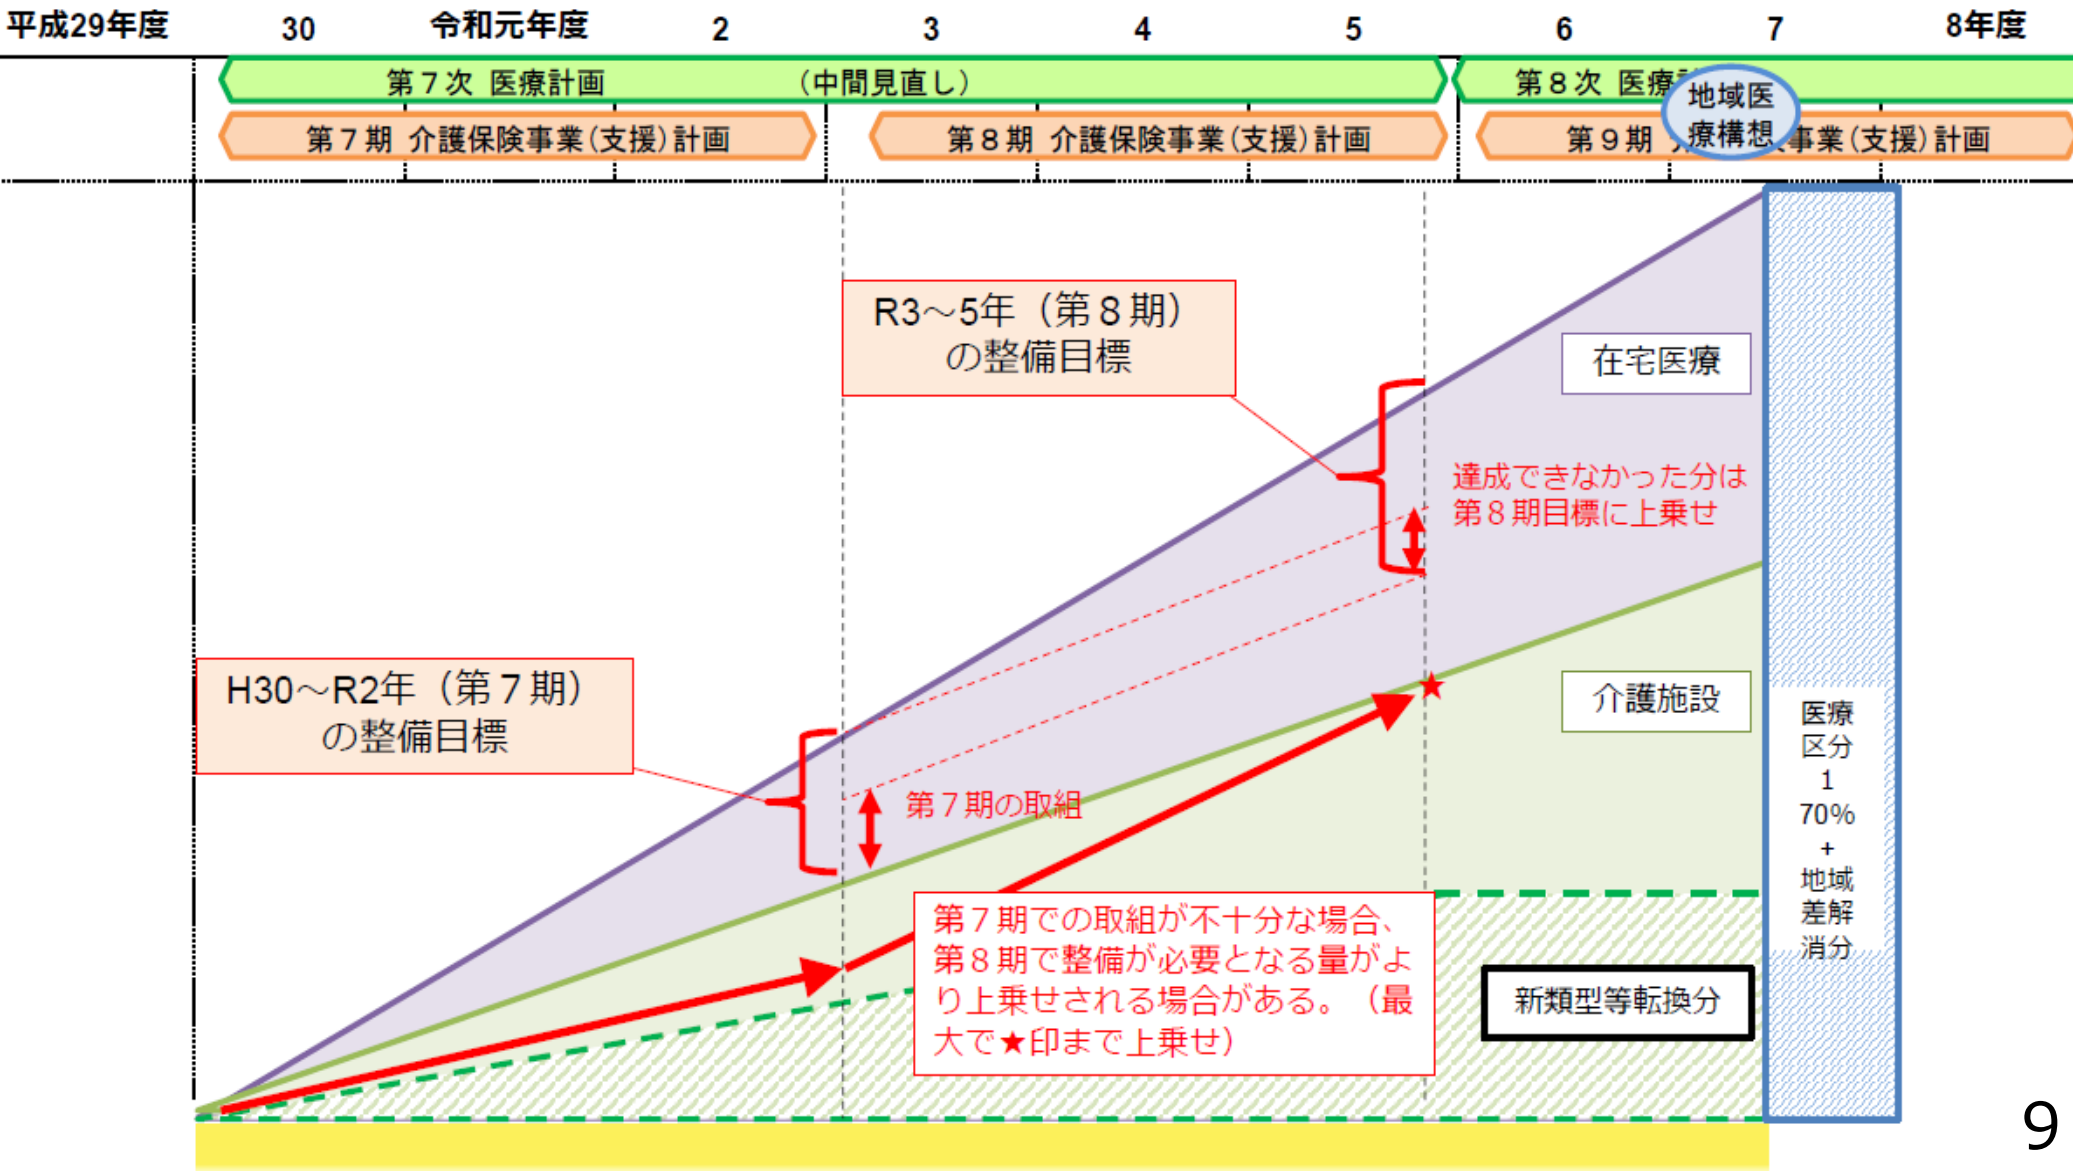 平成29年度 30 令和元年度 2 3 4 5 6 7 8年度
第７次 医療計画 （中間見直し）
第８次 医療
地域医
療構想
第７期 介護保険事業（支援）計画
第８期 介護保険事業（支援）計画
第９期 事業（支援）計画
R3～5年（第８期）
の整備目標
在宅医療
達成できなかった分は
第８期目標に上乗せ
H30～R2年（第７期）
の整備目標
介護施設
第７期の取組
第７期での取組が不十分な場合、
第８期で整備が必要となる量がよ
り上乗せされる場合がある。（最
大で★印まで上乗せ）
新類型等転換分
医療
区分
1
70%
+
地域
差解
消分
9